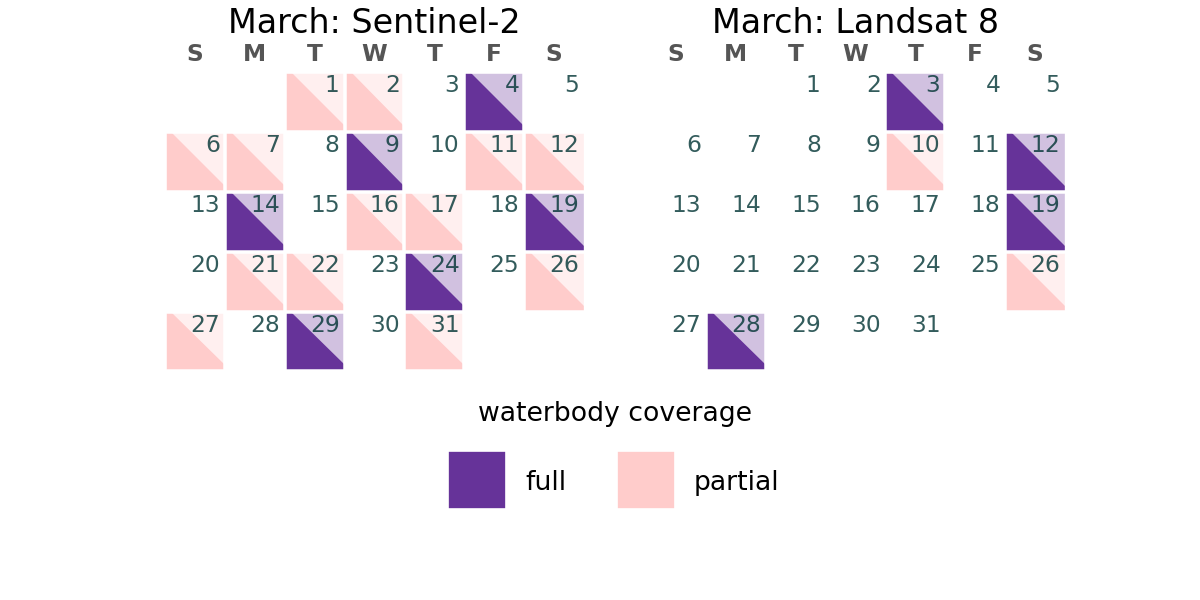 March: Sentinel-2
S M T W T F S
1 2 3 4 5
6 7 8 9 10 11 12
13 14 15 16 17 18 19
20 21 22 23 24 25 26
27 28 29 30 31
March: Landsat 8
S M T W T F S
1 2 3 4 5
6 7 8 9 10 11 12
13 14 15 16 17 18 19
20 21 22 23 24 25 26
27 28 29 30 31
waterbody coverage
full
partial